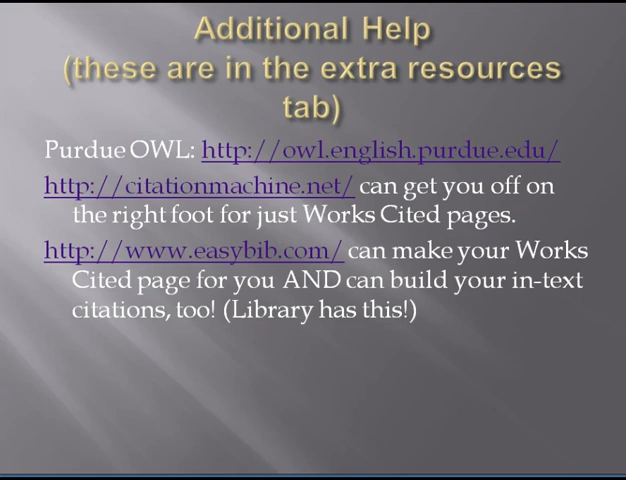 Additional Help
(these are in the extra resources
tab)
Purdue OWL: http://owl.english.purdue.edu/
http://citationmachine.net/ can get you off on
the right foot for just Works Cited pages.
http://www.easybib.com/ can make your Works
Cited page for you AND can build your in-text
citations, too! (Library has this!)